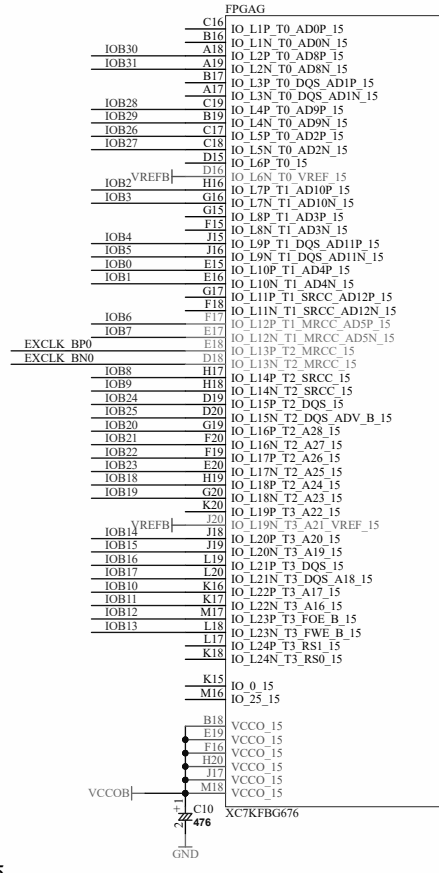 FPGAG
C16 IO_L1P_T0_AD0P_15
B16 IO_L1N_T0_AD0N_15
IOB30 A18 IO_L2P_T0_AD8P_15
IOB31 A19 IO_L2N_T0_AD8N_15
B17 IO_L3P_T0_DQS_AD1P_15
A17 IO_L3N_T0_DQS_AD1N_15
IOB28 C19 IO_L4P_T0_AD9P_15
IOB29 B19 IO_L4N_T0_AD9N_15
IOB26 C17 IO_L5P_T0_AD2P_15
IOB27 C18 IO_L5N_T0_AD2N_15
D15 IO_L6P_T0_15
VREFB D16 IO_L6N_T0_VREF_15
IOB2 H16 IO_L7P_T1_AD10P_15
IOB3 G16 IO_L7N_T1_AD10N_15
G15 IO_L8P_T1_AD3P_15
F15 IO_L8N_T1_AD3N_15
IOB4 J15 IO_L9P_T1_DQS_AD11P_15
IOB5 J16 IO_L9N_T1_DQS_AD11N_15
IOB0 E15 IO_L10P_T1_AD4P_15
IOB1 E16 IO_L10N_T1_AD4N_15
G17 IO_L11P_T1_SRCC_AD12P_15
F18 IO_L11N_T1_SRCC_AD12N_15
IOB6 F17 IO_L12P_T1_MRCC_AD5P_15
IOB7 E17 IO_L12N_T1_MRCC_AD5N_15
EXCLK_BP0 E18 IO_L13P_T2_MRCC_15
EXCLK_BN0 D18 IO_L13N_T2_MRCC_15
IOB8 H17 IO_L14P_T2_SRCC_15
IOB9 H18 IO_L14N_T2_SRCC_15
IOB24 D19 IO_L15P_T2_DQS_15
IOB25 D20 IO_L15N_T2_DQS_ADV_B_15
IOB20 G19 IO_L16P_T2_A28_15
IOB21 F20 IO_L16N_T2_A27_15
IOB22 F19 IO_L17P_T2_A26_15
IOB23 E20 IO_L17N_T2_A25_15
IOB18 H19 IO_L18P_T2_A24_15
IOB19 G20 IO_L18N_T2_A23_15
K20 IO_L19P_T3_A22_15
VREFB J20 IO_L19N_T3_A21_VREF_15
IOB14 J18 IO_L20P_T3_A20_15
IOB15 J19 IO_L20N_T3_A19_15
IOB16 L19 IO_L21P_T3_DQS_15
IOB17 L20 IO_L21N_T3_DQS_A18_15
IOB10 K16 IO_L22P_T3_A17_15
IOB11 K17 IO_L22N_T3_A16_15
IOB12 M17 IO_L23P_T3_FOE_B_15
IOB13 L18 IO_L23N_T3_FWE_B_15
L17 IO_L24P_T3_RS1_15
K18 IO_L24N_T3_RS0_15
K15 IO_0_15
M16 IO_25_15
B18 VCCO_15
E19 VCCO_15
F16 VCCO_15
H20 VCCO_15
J17 VCCO_15
VCCOB M18 VCCO_15
1 C10 XC7KFBG676
2 476
GND